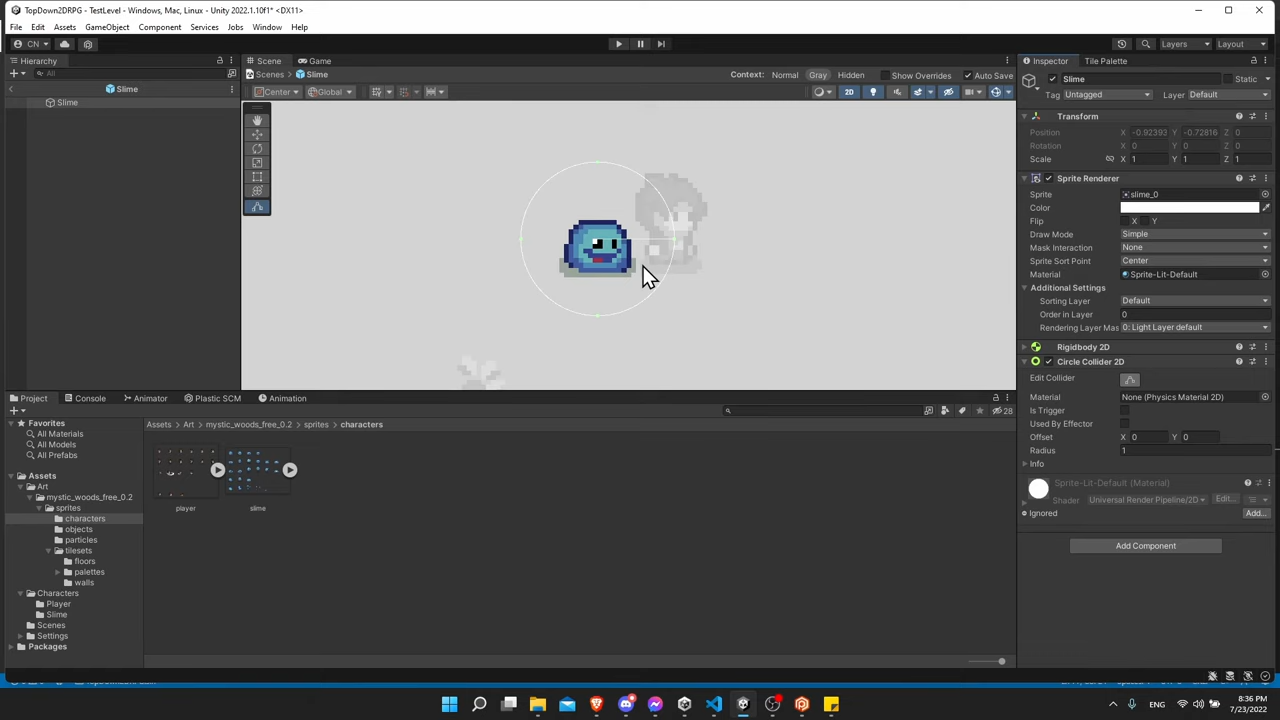 TopDown2DRPG - TestLevel - Windows, Mac, Linux - Unity 2022.1.10f1* <DX11>
File Edit Assets GameObject Component Services Jobs Window Help
CN Layers Layout
Hierarchy Scene Game Inspector Tile Palette
All Scenes Slime Context: Normal Gray Hidden Show Overrides Auto Save Slime Static
Slime Center Global 2D Tag Untagged Layer Default
Slime
Transform
Position X -0.92393 Y -0.72816 Z 0
Rotation X 0 Y 0 Z 0
Scale X 1 Y 1 Z 1
Sprite Renderer
Sprite slime_0
Color
Flip X Y
Draw Mode Simple
Mask Interaction None
Sprite Sort Point Center
Material Sprite-Lit-Default
Additional Settings
Sorting Layer Default
Order in Layer 0
Rendering Layer Mas 0: Light Layer default
Rigidbody 2D
Circle Collider 2D
Edit Collider
Material None (Physics Material 2D)
Is Trigger
Used By Effector
Offset X 0 Y 0
Radius 1
Info
Sprite-Lit-Default (Material)
Shader Universal Render Pipeline/2D Edit...
Ignored Add...
Add Component
Project Console Animator Plastic SCM Animation
28
Favorites
All Materials
All Models
All Prefabs
Assets
Art
mystic_woods_free_0.2
sprites
characters
objects
particles
tilesets
floors
palettes
walls
Characters
Player
Slime
Scenes
Settings
Packages
Assets Art mystic_woods_free_0.2 sprites characters
player slime
ENG 8:36 PM
7/23/2022